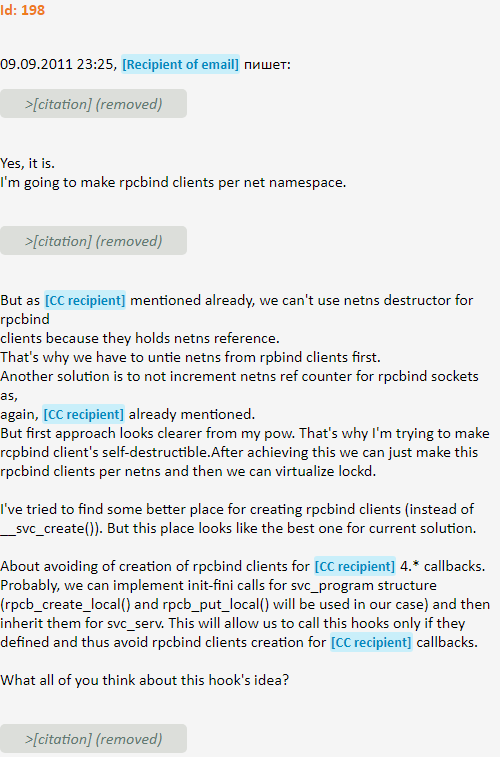 Id: 198
09.09.2011 23:25, [Recipient of email] пишет:
>[citation] (removed)
Yes, it is.
I'm going to make rpcbind clients per net namespace.
>[citation] (removed)
But as [CC recipient] mentioned already, we can't use netns destructor for
rpcbind
clients because they holds netns reference.
That's why we have to untie netns from rpbind clients first.
Another solution is to not increment netns ref counter for rpcbind sockets
as,
again, [CC recipient] already mentioned.
But first approach looks clearer from my pow. That's why I'm trying to make
rcpbind client's self-destructible.After achieving this we can just make this
rpcbind clients per netns and then we can virtualize lockd.
I've tried to find some better place for creating rpcbind clients (instead of
__svc_create()). But this place looks like the best one for current solution.
About avoiding of creation of rpcbind clients for [CC recipient] 4.* callbacks.
Probably, we can implement init-fini calls for svc_program structure
(rpcb_create_local() and rpcb_put_local() will be used in our case) and then
inherit them for svc_serv. This will allow us to call this hooks only if they
defined and thus avoid rpcbind clients creation for [CC recipient] callbacks.
What all of you think about this hook's idea?
>[citation] (removed)